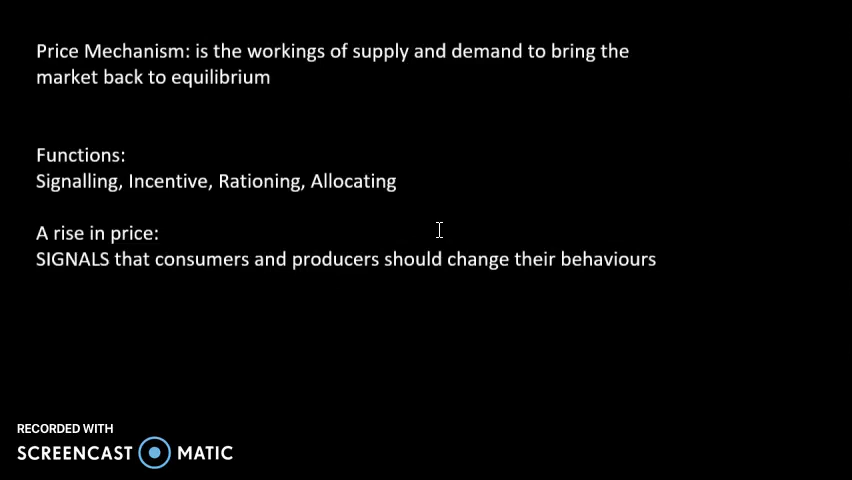 Price Mechanism: is the workings of supply and demand to bring the
market back to equilibrium
Functions:
Signalling, Incentive, Rationing, Allocating
A rise in price:
SIGNALS that consumers and producers should change their behaviours
RECORDED WITH
SCREENCAST MATIC